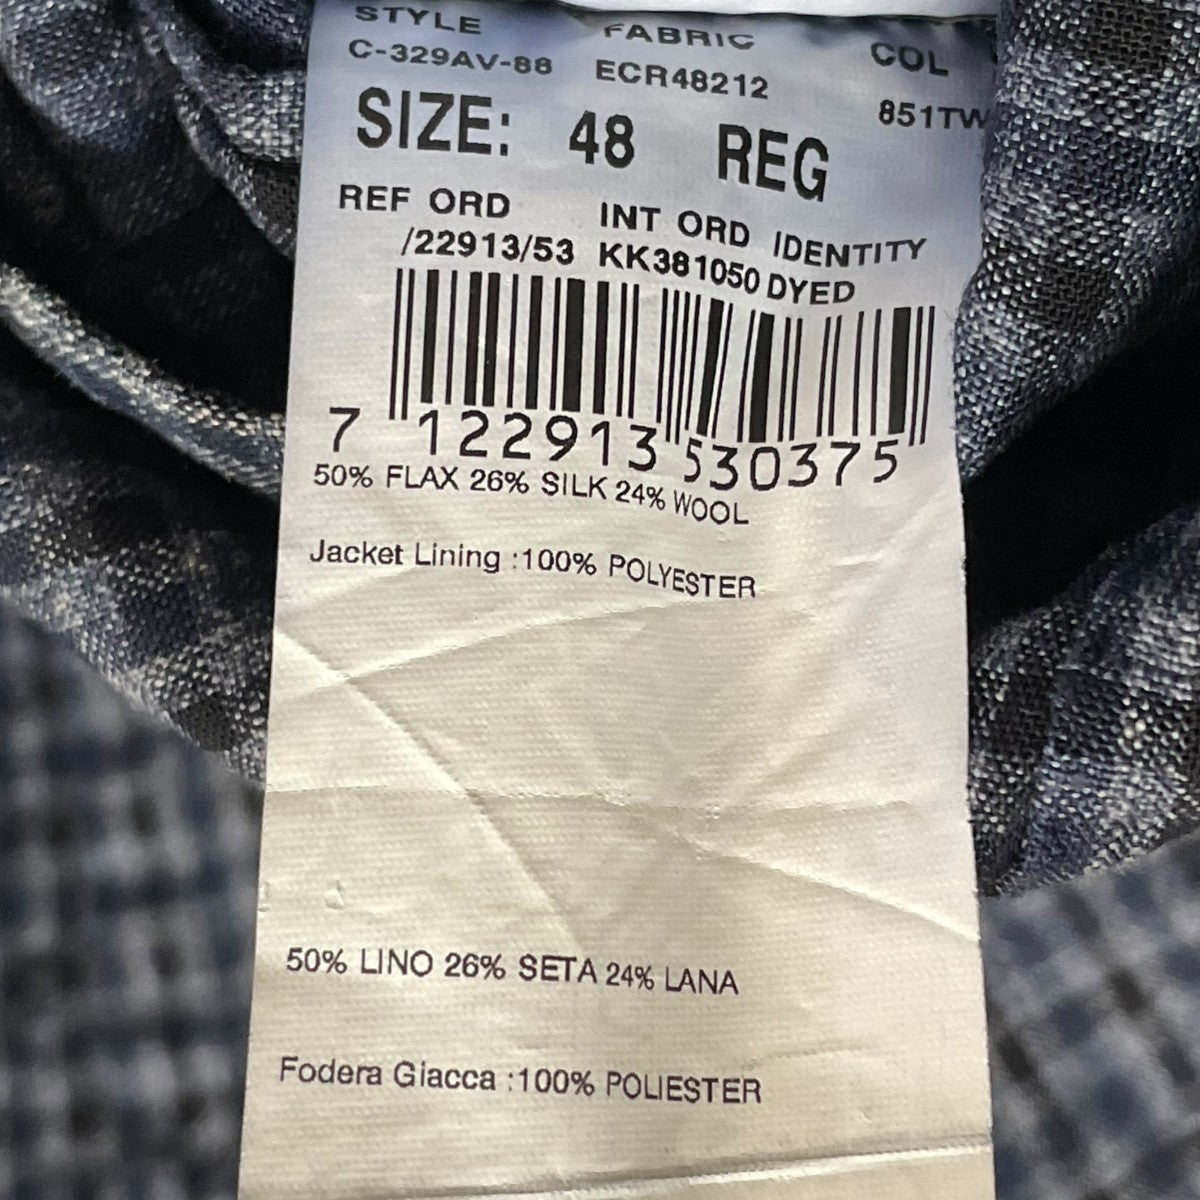 STYLE FABRIC COL
C-329AV-88 ECR48212 851TW
SIZE: 48 REG
REF ORD INT ORD IDENTITY
/22913/53 KK381050 DYED
7 122913 530375
50% FLAX 26% SILK 24% WOOL
Jacket Lining :100% POLYESTER
50% LINO 26% SETA 24% LANA
Fodera Giacca :100% POLIESTER